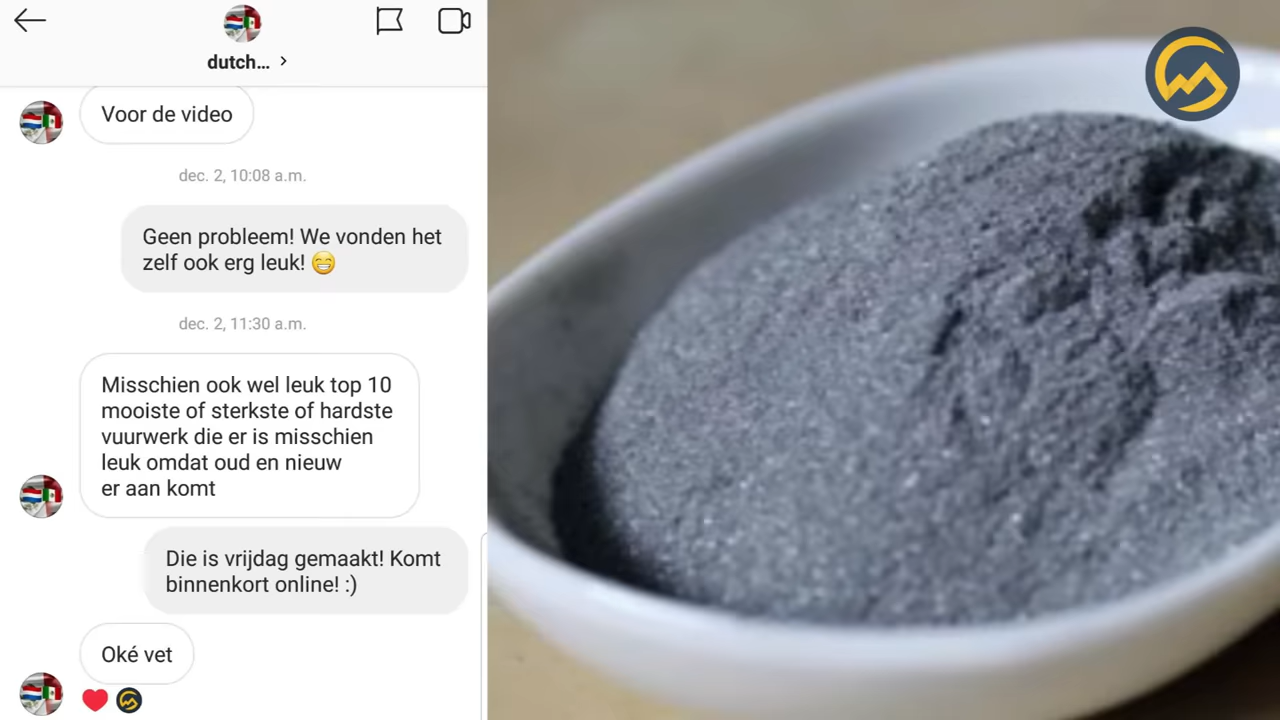 dutch...
Voor de video
dec. 2, 10:08 a.m.
Geen probleem! We vonden het
zelf ook erg leuk! 😁
dec. 2, 11:30 a.m.
Misschien ook wel leuk top 10
mooiste of sterkste of hardste
vuurwerk die er is misschien
leuk omdat oud en nieuw
er aan komt
Die is vrijdag gemaakt! Komt
binnenkort online! :)
Oké vet